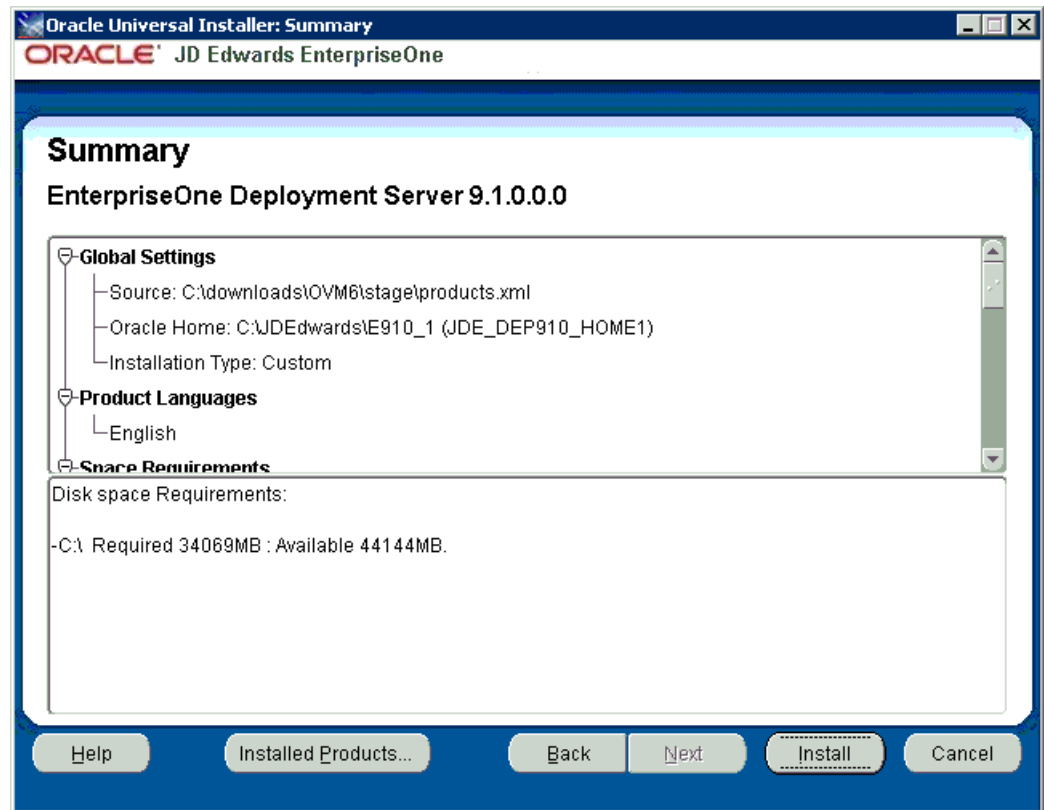 Oracle Universal Installer: Summary
ORACLE' JD Edwards EnterpriseOne
Summary
EnterpriseOne Deployment Server 9.1.0.0.0
Global Settings
Source: C:\downloads\OVM6\stage\products.xml
Oracle Home: C:\JDEdwards\E910_1 (JDE_DEP910_HOME1)
Installation Type: Custom
Product Languages
English
Space Requirements
Disk space Requirements:
-C:\ Required 34069MB : Available 44144MB.
Help Installed Products... Back Next Install Cancel